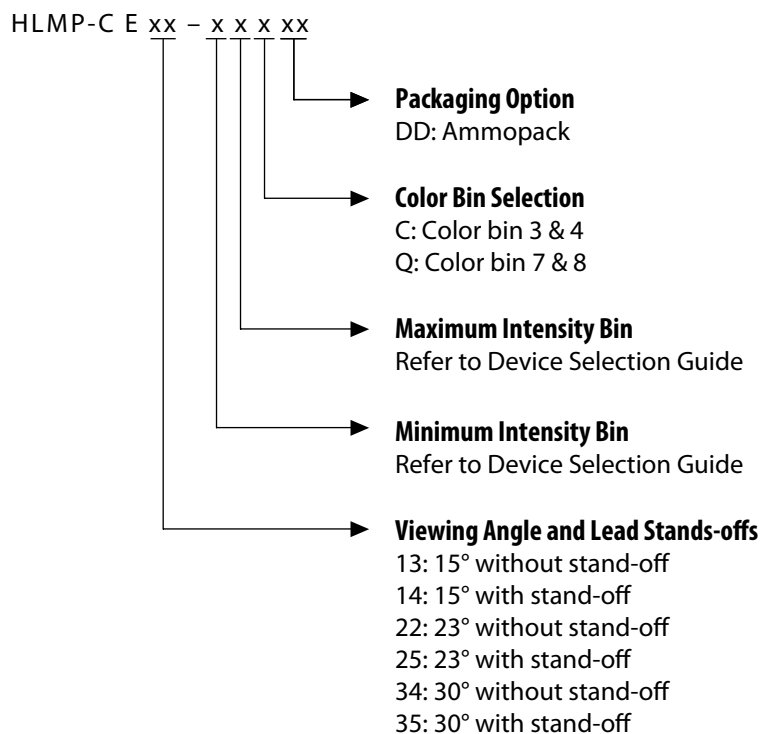 HLMP-C E xx – x x x xx
Packaging Option
DD: Ammopack
Color Bin Selection
C: Color bin 3 & 4
Q: Color bin 7 & 8
Maximum Intensity Bin
Refer to Device Selection Guide
Minimum Intensity Bin
Refer to Device Selection Guide
Viewing Angle and Lead Stands-offs
13: 15° without stand-off
14: 15° with stand-off
22: 23° without stand-off
25: 23° with stand-off
34: 30° without stand-off
35: 30° with stand-off